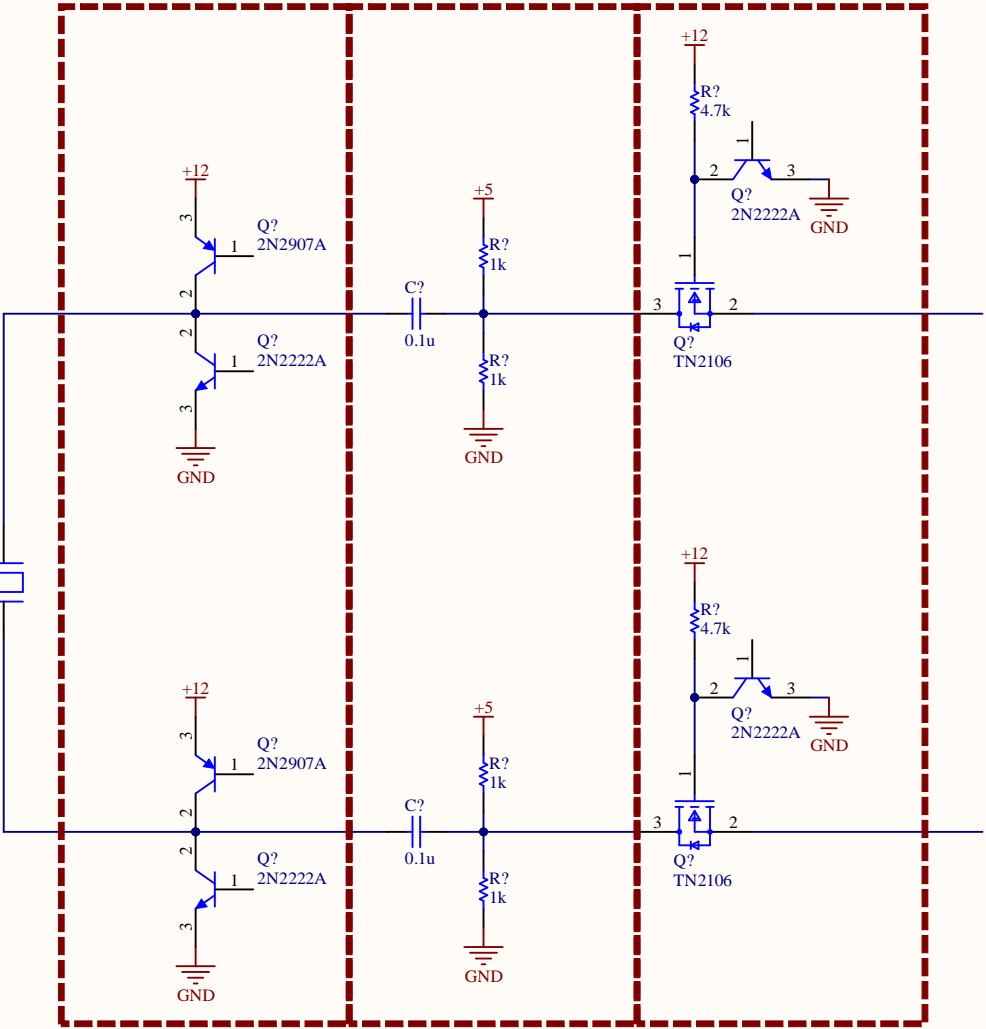 +12
R?
4.7k
1
2
3
Q?
2N2222A
GND
+12
3
Q?
1
2N2907A
2
+5
R?
1k
1
C?
0.1u
3
2
Q?
TN2106
2
Q?
1
2N2222A
3
GND
R?
1k
GND
+12
R?
4.7k
1
2
3
Q?
2N2222A
GND
+12
3
Q?
1
2N2907A
2
+5
R?
1k
1
C?
0.1u
3
2
Q?
TN2106
2
Q?
1
2N2222A
3
GND
R?
1k
GND